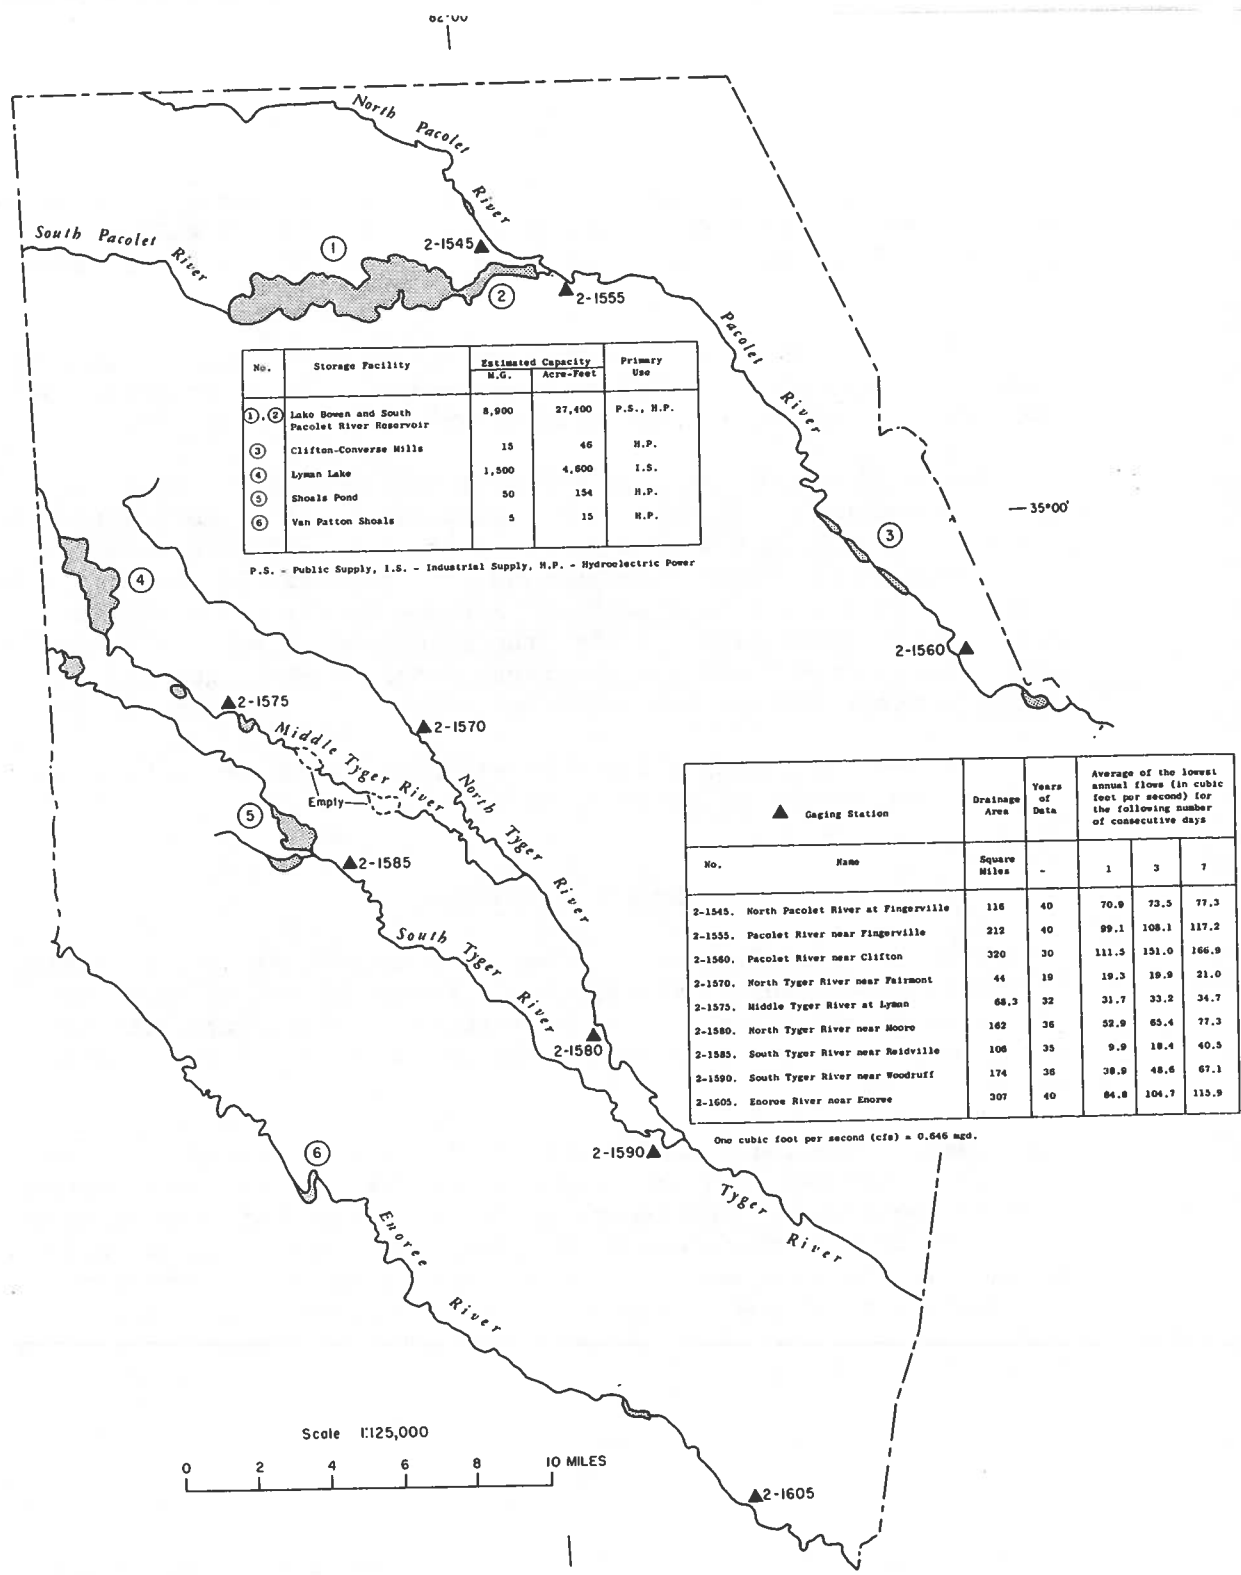 North Pacolet
River
South Pacolet
River
1
2-1545
2
2-1555
Pacolet
River
No.
Storage Facility
Estimated Capacity
M.G.
Acre-Feet
Primary
Use
1,2 Lake Bowen and South
Pacolet River Reservoir
8,900 27,400 P.S., H.P.
3 Clifton-Converse Mills 15 46 H.P.
4 Lyman Lake 1,500 4,600 I.S.
5 Shoals Pond 50 154 H.P.
6 Van Patton Shoals 5 15 H.P.
P.S. - Public Supply, I.S. - Industrial Supply, H.P. - Hydroelectric Power
35°00'
3
4
2-1560
2-1575
2-1570
Middle Tyger River
Empty
North Tyger
River
5
2-1585
South Tyger
River
2-1580
2-1590
Tyger
River
6
Enoree
River
▲ Gaging Station
Drainage
Area
Years
of
Data
Average of the lowest
annual flows (in cubic
feet per second) for
the following number
of consecutive days
No. Name Square
Miles - 1 3 7
2-1545. North Pacolet River at Fingerville 116 40 70.9 73.5 77.3
2-1555. Pacolet River near Fingerville 212 40 99.1 108.1 117.2
2-1560. Pacolet River near Clifton 320 30 111.5 151.0 166.9
2-1570. North Tyger River near Fairmont 44 19 19.3 19.9 21.0
2-1575. Middle Tyger River at Lyman 68.3 32 31.7 33.2 34.7
2-1580. North Tyger River near Moore 162 36 52.9 65.4 77.3
2-1585. South Tyger River near Reidville 106 35 9.9 18.4 40.5
2-1590. South Tyger River near Woodruff 174 36 38.9 48.6 67.1
2-1605. Enoree River near Enoree 307 40 84.8 104.7 115.9
One cubic foot per second (cfs) = 0.646 mgd.
Scale 1:125,000
0 2 4 6 8 10 MILES
2-1605